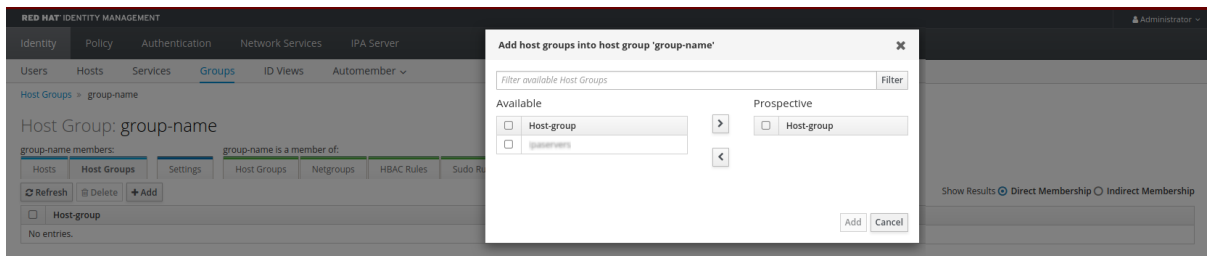 RED HAT' IDENTITY MANAGEMENT
Administrator
Identity Policy Authentication Network Services IPA Server
Users Hosts Services Groups ID Views Automember
Host Groups » group-name
Host Group: group-name
group-name members: group-name is a member of:
Hosts Host Groups Settings Host Groups Netgroups HBAC Rules Sudo Ru
Refresh Delete Add
Show Results Direct Membership Indirect Membership
Host-group
No entries.
Add host groups into host group 'group-name'
Filter available Host Groups Filter
Available Prospective
Host-group Host-group
ipaservers
Add Cancel